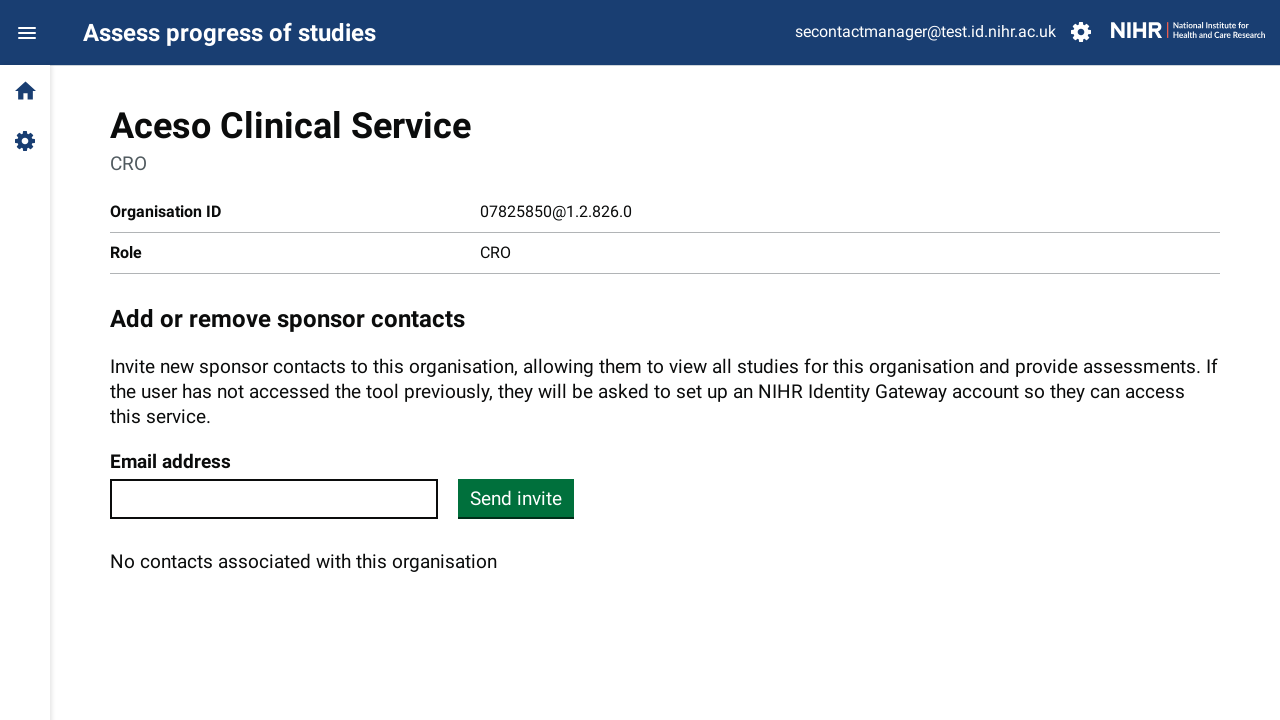 Assess progress of studies
secontactmanager@test.id.nihr.ac.uk
NIHR | National Institute for
Health and Care Research
Aceso Clinical Service
CRO
Organisation ID 07825850@1.2.826.0
Role CRO
Add or remove sponsor contacts
Invite new sponsor contacts to this organisation, allowing them to view all studies for this organisation and provide assessments. If
the user has not accessed the tool previously, they will be asked to set up an NIHR Identity Gateway account so they can access
this service.
Email address
Send invite
No contacts associated with this organisation